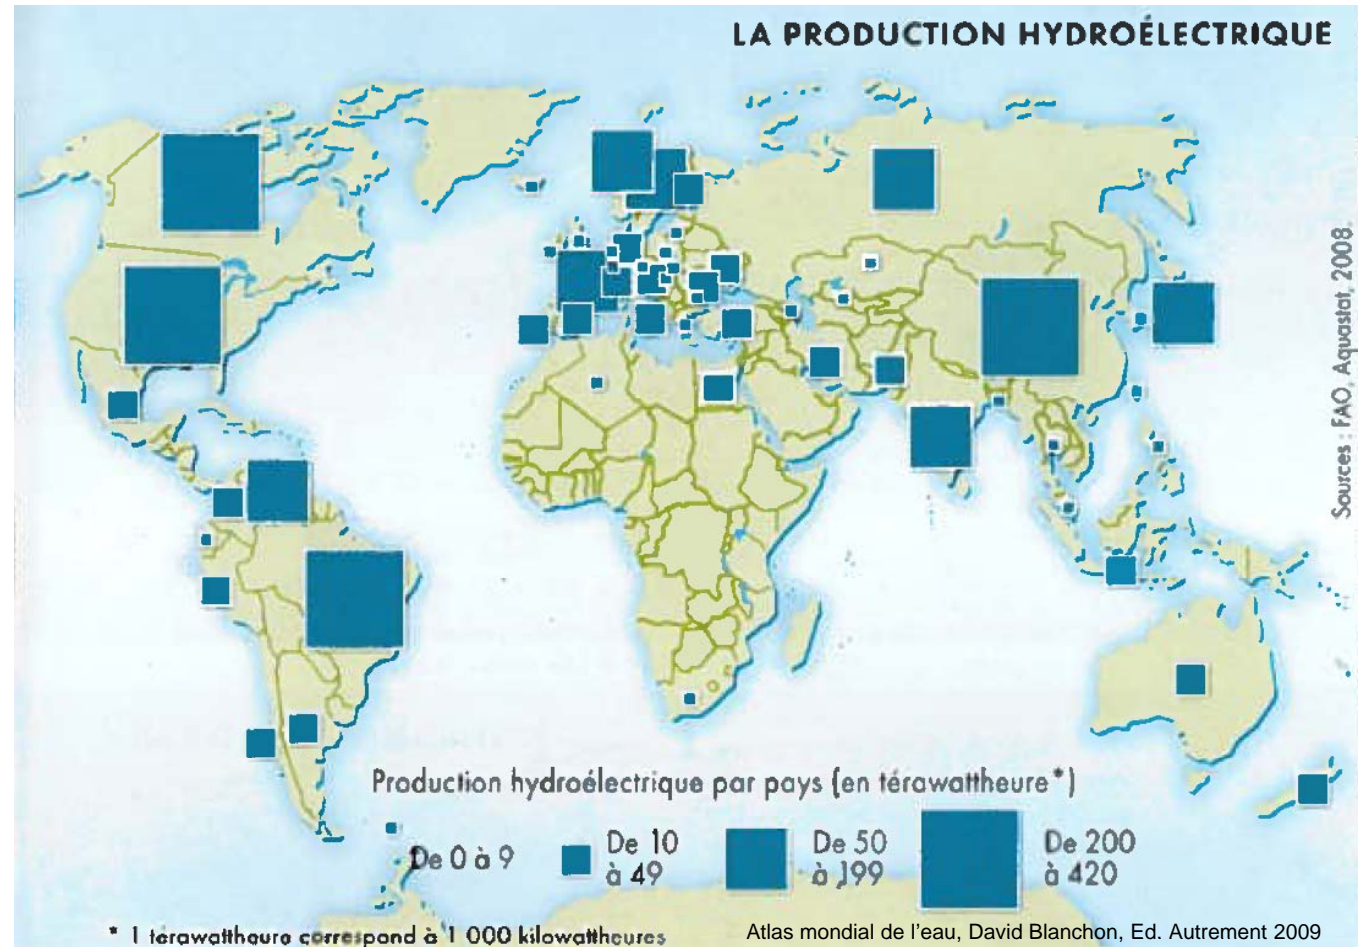 LA PRODUCTION HYDROÉLECTRIQUE
Sources : FAO, Aquastat, 2008.
Production hydroélectrique par pays (en térawattheure*)
De 0 à 9
De 10
à 49
De 50
à 199
De 200
à 420
* 1 térawattheure correspond à 1 000 kilowattheures
Atlas mondial de l'eau, David Blanchon, Ed. Autrement 2009